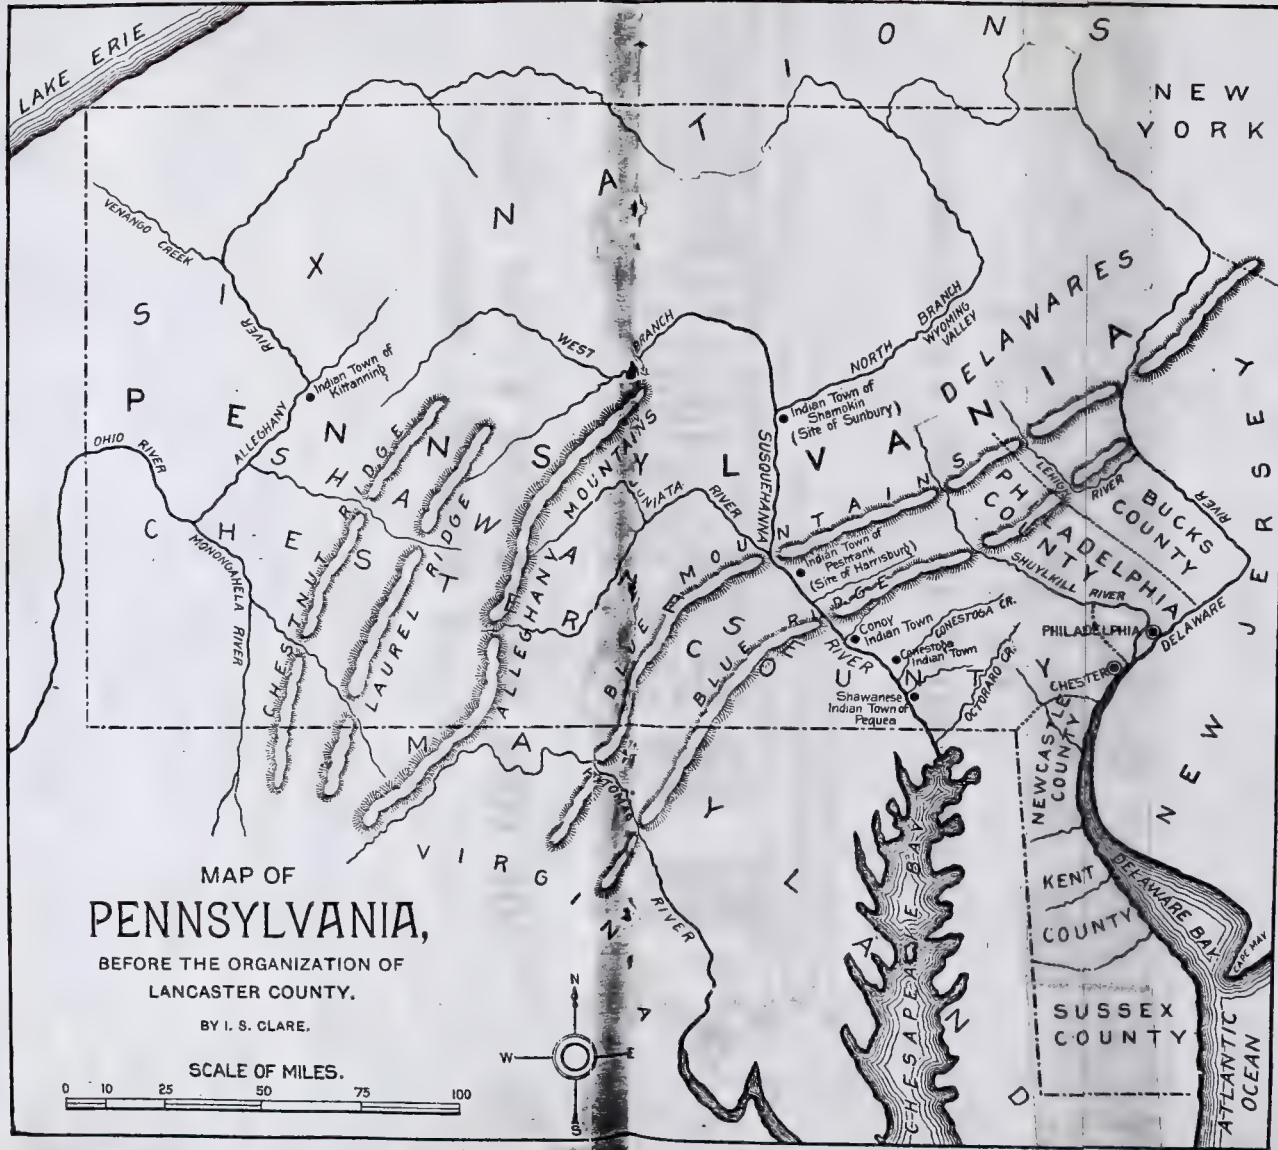 LAKE ERIE
SIX NATIONS
NEW
YORK
VENANGO CREEK
RIVER
ALLEGHANY
Indian Town of
Kittanning
WEST
BRANCH
NORTH
BRANCH
WYOMING
VALLEY
DELAWARES
PENNSYLVANIA
Indian Town of
Shamokin
(Site of Sunbury)
SUSQUEHANNA
RIVER
OHIO RIVER
MONONGAHELA RIVER
SHAWANESE
CHESTER COUNTY
CHESTNUT RIDGE
LAUREL RIDGE
ALLEGHANY MOUNTAINS
JUNIATA
RIVER
BLUE MOUNTAINS
BLUE RIDGE
Indian Town of
Peshtank
(Site of Harrisburg)
Conoy
Indian Town
Conestoga
Indian Town
CONESTOGA CR.
OCTORARO CR.
Shawanese
Indian Town of
Pequea
LEHIGH
RIVER
PHILADELPHIA
COUNTY
BUCKS
COUNTY
SHUYLKILL
RIVER
PHILADELPHIA
CHESTER
DELAWARE
RIVER
NEW JERSEY
NEWCASTLE
COUNTY
KENT
COUNTY
SUSSEX
COUNTY
DELAWARE BAY
CAPE MAY
ATLANTIC
OCEAN
CHESAPEAKE BAY
MARYLAND
VIRGINIA
POTOMAC
RIVER
MAP OF
PENNSYLVANIA,
BEFORE THE ORGANIZATION OF
LANCASTER COUNTY.
BY I. S. CLARE.
SCALE OF MILES.
0 10 25 50 75 100
N
W E
S